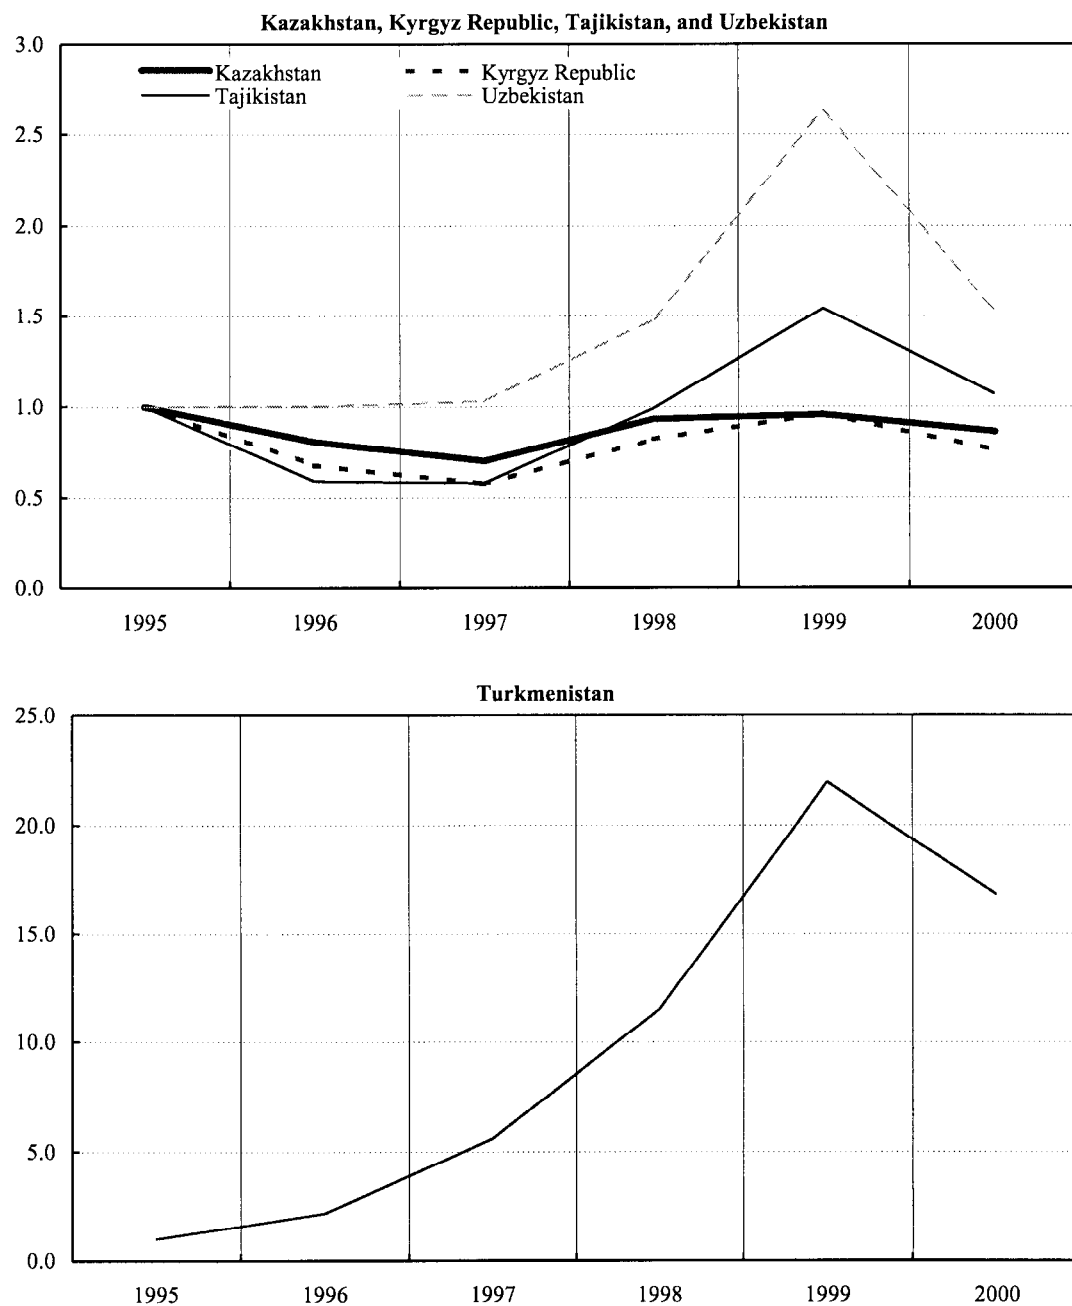 Kazakhstan, Kyrgyz Republic, Tajikistan, and Uzbekistan
3.0
Kazakhstan Kyrgyz Republic
Tajikistan Uzbekistan
2.5
2.0
1.5
1.0
0.5
0.0
1995 1996 1997 1998 1999 2000
Turkmenistan
25.0
20.0
15.0
10.0
5.0
0.0
1995 1996 1997 1998 1999 2000